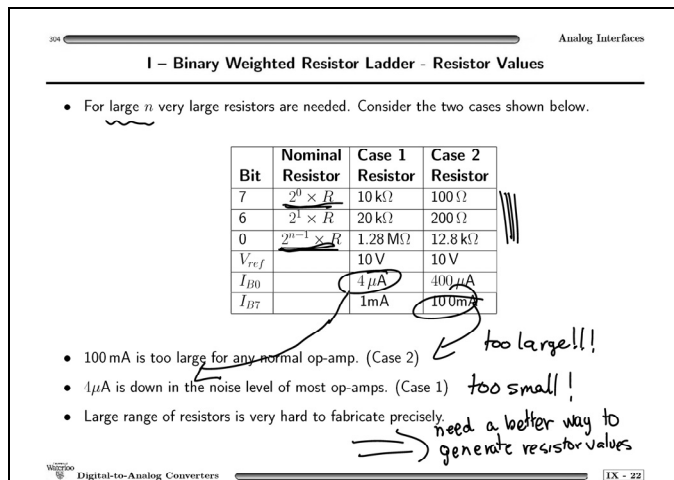 304 Analog Interfaces
I – Binary Weighted Resistor Ladder - Resistor Values
• For large n very large resistors are needed. Consider the two cases shown below.
Nominal Case 1 Case 2
Bit Resistor Resistor Resistor
7 2⁰ × R 10 kΩ 100 Ω
6 2¹ × R 20 kΩ 200 Ω
0 2ⁿ⁻¹ × R 1.28 MΩ 12.8 kΩ
V_ref 10 V 10 V
I_B0 4 μA 400 μA
I_B7 1mA 100mA
too large!!!
• 100 mA is too large for any normal op-amp. (Case 2)
• 4μA is down in the noise level of most op-amps. (Case 1) too small!
• Large range of resistors is very hard to fabricate precisely.
need a better way to
generate resistor values
Waterloo
Digital-to-Analog Converters IX - 22